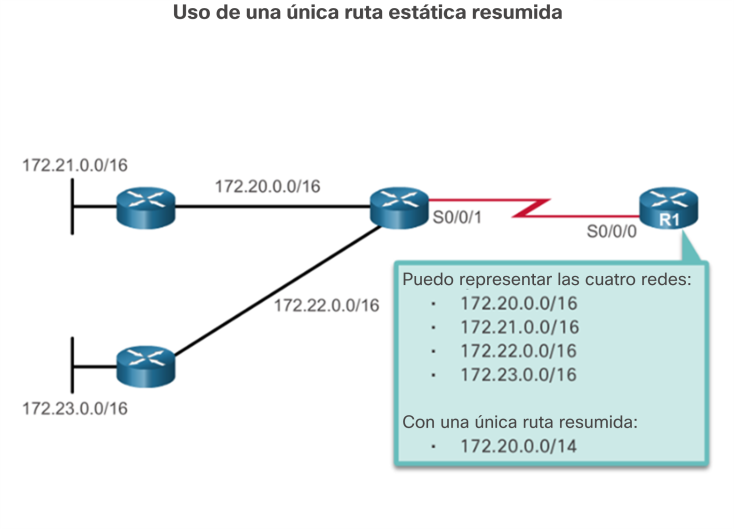 Uso de una única ruta estática resumida
172.21.0.0/16
172.20.0.0/16
S0/0/1
R1
S0/0/0
172.22.0.0/16
172.23.0.0/16
Puedo representar las cuatro redes:
· 172.20.0.0/16
· 172.21.0.0/16
· 172.22.0.0/16
· 172.23.0.0/16
Con una única ruta resumida:
· 172.20.0.0/14